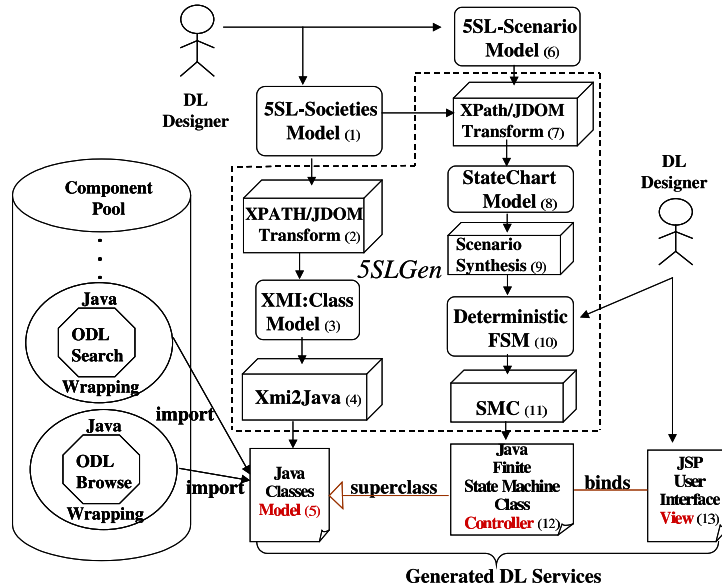 5SL-Scenario
Model (6)
DL
Designer
5SL-Societies
Model (1)
XPath/JDOM
Transform (7)
DL
Designer
Component
Pool
StateChart
Model (8)
XPATH/JDOM
Transform (2)
Scenario
Synthesis (9)
5SLGen
Java
ODL
Search
Wrapping
XMI:Class
Model (3)
Deterministic
FSM (10)
Xmi2Java (4)
SMC (11)
import
Java
ODL
Browse
Wrapping
import
Java
Classes
Model (5)
superclass
Java
Finite
State Machine
Class
Controller (12)
binds
JSP
User
Interface
View (13)
Generated DL Services